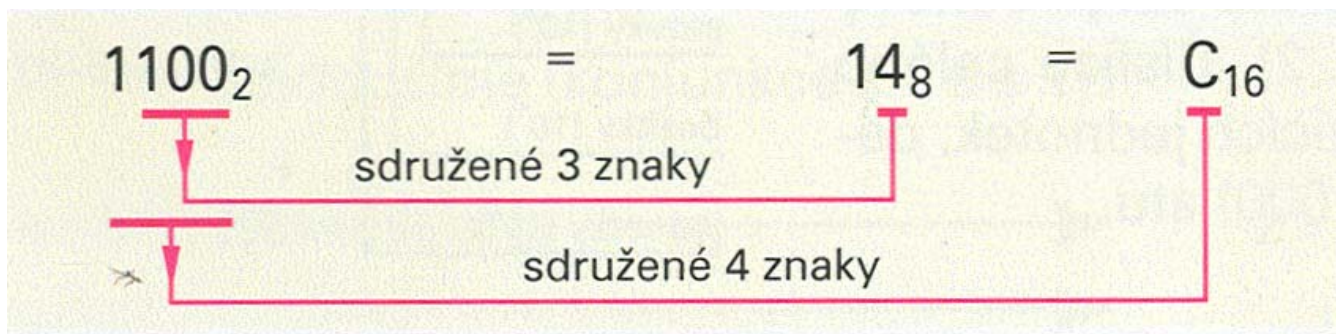 1100₂ = 14₈ = C₁₆
sdružené 3 znaky
sdružené 4 znaky